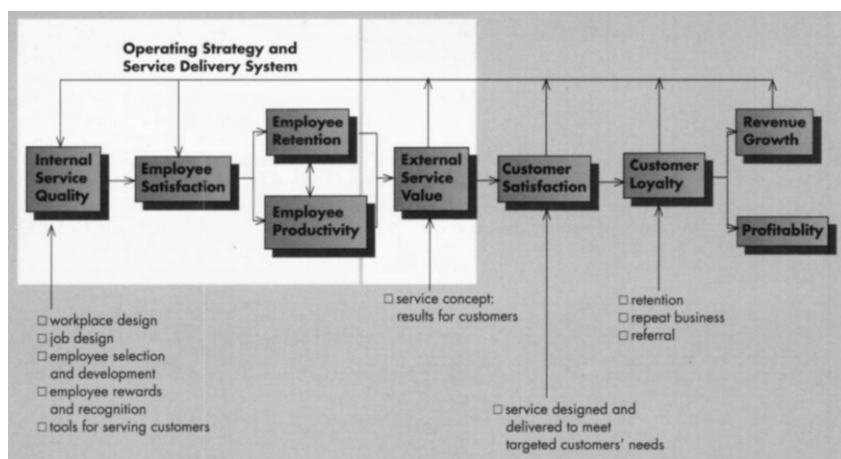 Operating Strategy and
Service Delivery System
Internal
Service
Quality
Employee
Satisfaction
Employee
Retention
Employee
Productivity
External
Service
Value
Customer
Satisfaction
Customer
Loyalty
Revenue
Growth
Profitablity
□ workplace design
□ job design
□ employee selection
and development
□ employee rewards
and recognition
□ tools for serving customers
□ service concept:
results for customers
□ service designed and
delivered to meet
targeted customers' needs
□ retention
□ repeat business
□ referral